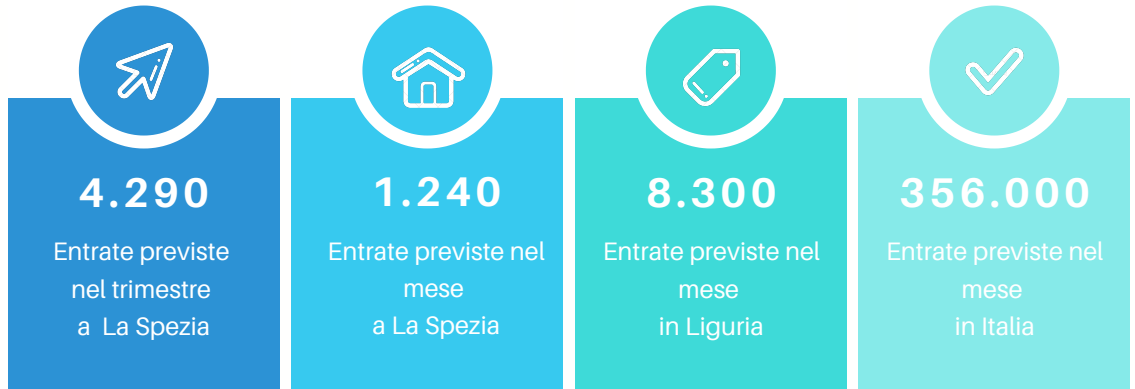 4.290
Entrate previste
nel trimestre
a La Spezia
1.240
Entrate previste nel
mese
a La Spezia
8.300
Entrate previste nel
mese
in Liguria
356.000
Entrate previste nel
mese
in Italia